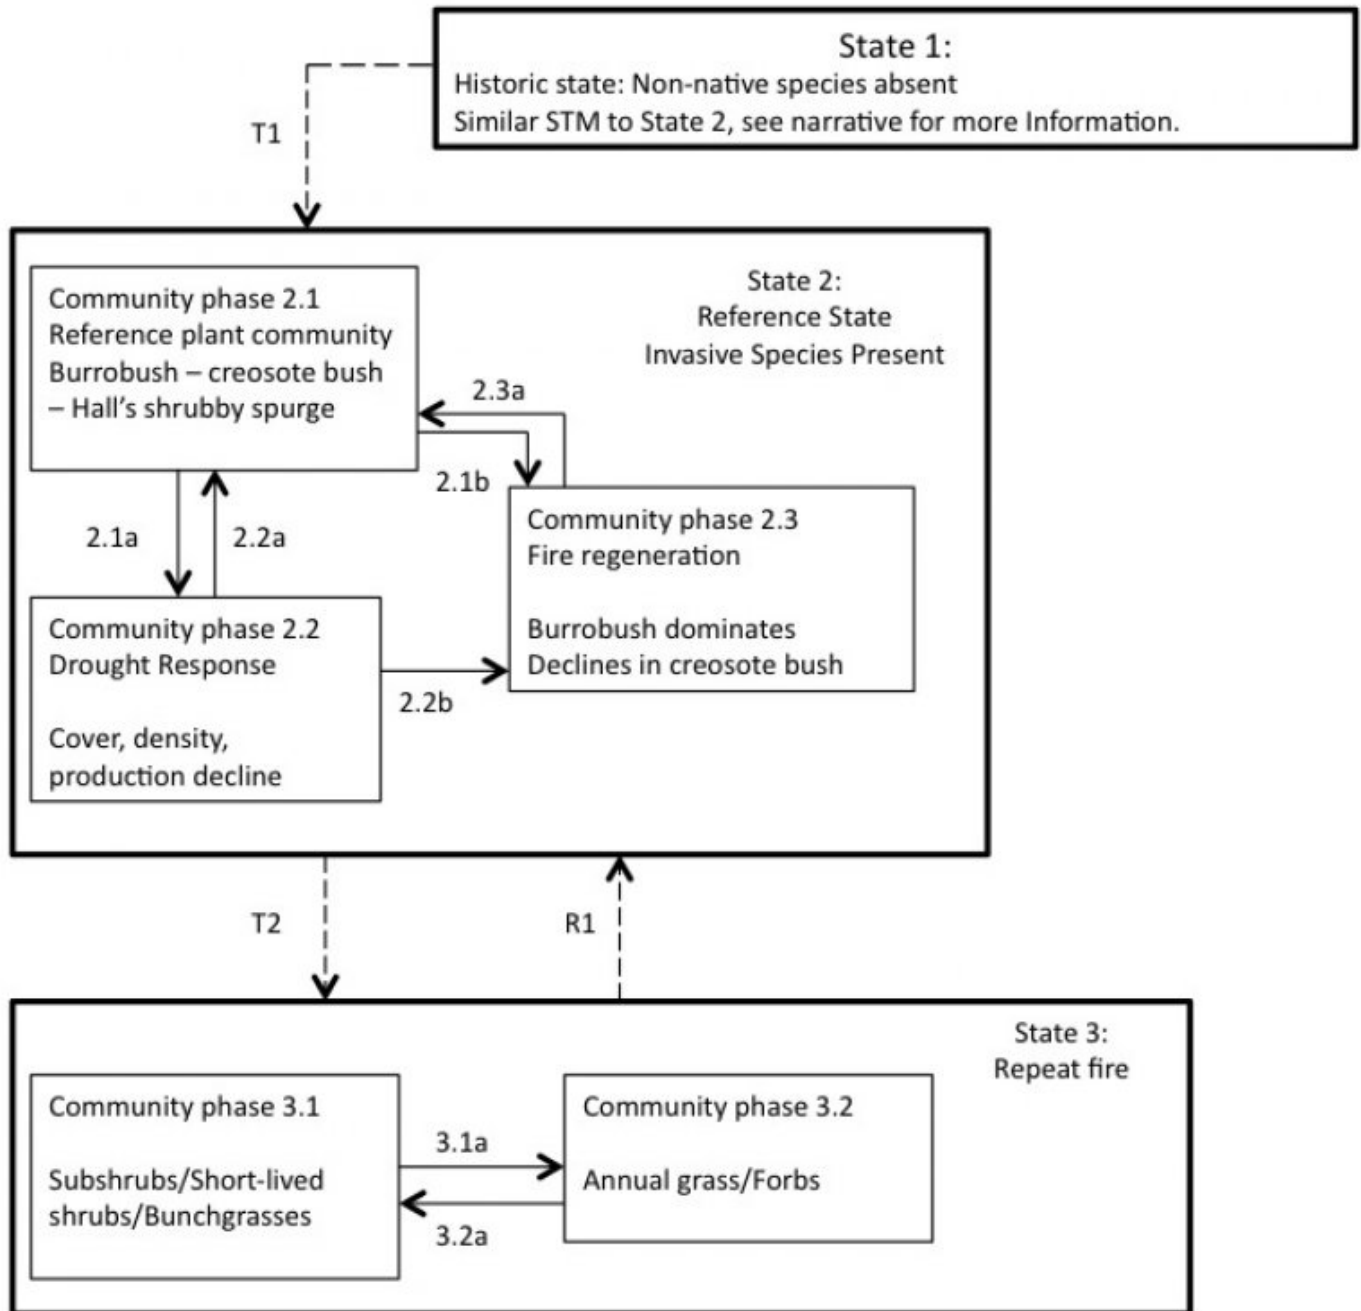 State 1:
Historic state: Non-native species absent
Similar STM to State 2, see narrative for more Information.
T1
State 2:
Reference State
Invasive Species Present
Community phase 2.1
Reference plant community
Burrobush – creosote bush
– Hall's shrubby spurge
2.3a
2.1b
2.1a
2.2a
Community phase 2.3
Fire regeneration
Burrobush dominates
Declines in creosote bush
Community phase 2.2
Drought Response
Cover, density,
production decline
2.2b
T2
R1
State 3:
Repeat fire
Community phase 3.1
Subshrubs/Short-lived
shrubs/Bunchgrasses
3.1a
3.2a
Community phase 3.2
Annual grass/Forbs